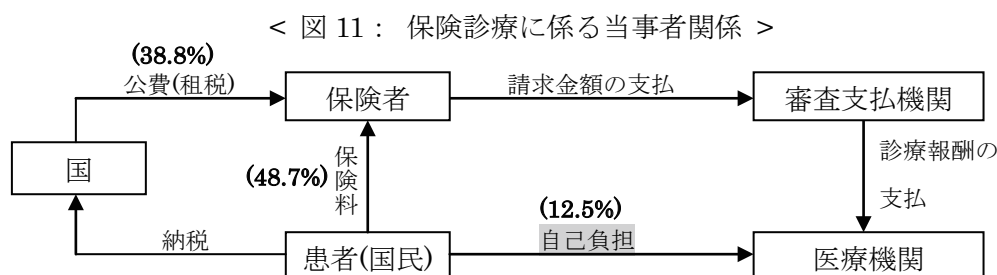 < 図 11： 保険診療に係る当事者関係 >
(38.8%)
公費(租税)
保険者
請求金額の支払
審査支払機関
国
(48.7%)
保険料
診療報酬の
支払
(12.5%)
納税
患者(国民)
自己負担
医療機関